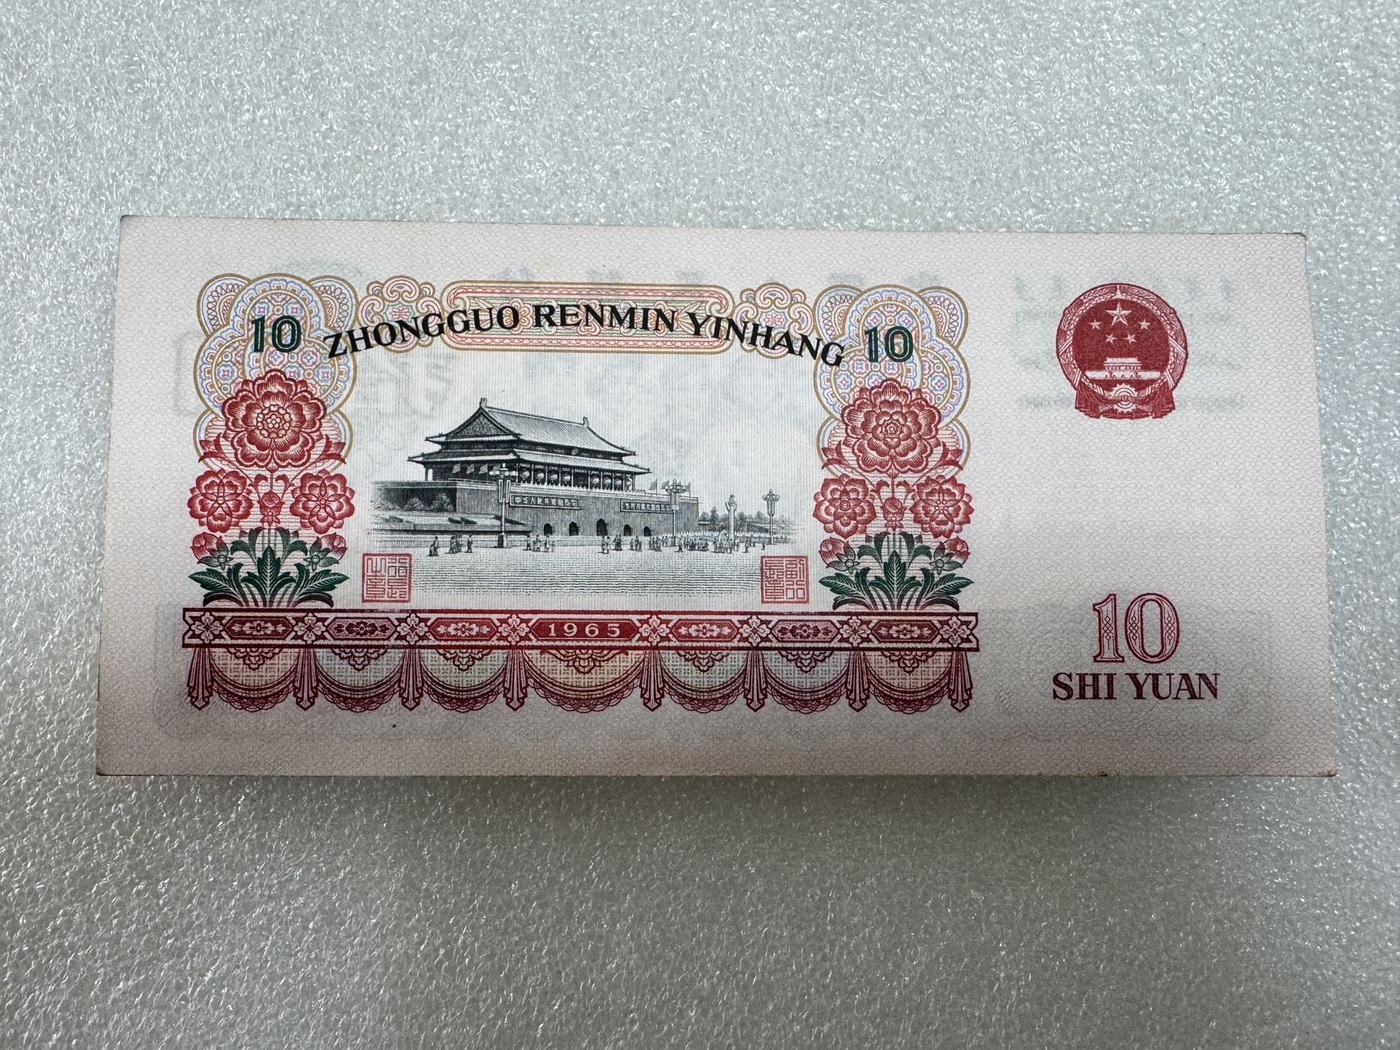 10 ZHONGGUO RENMIN YINHANG 10
1965
10
SHI YUAN